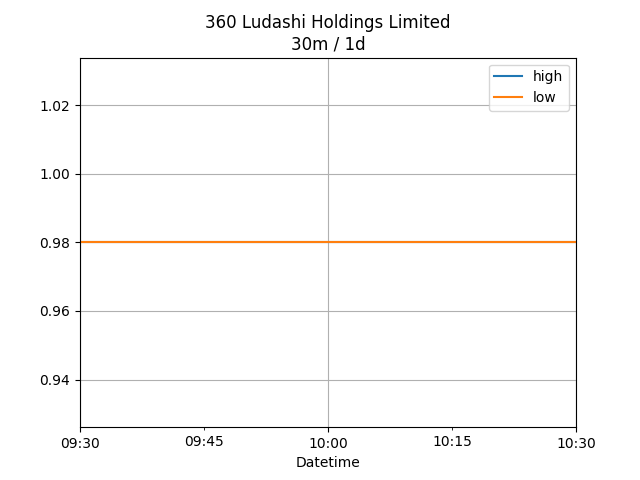 360 Ludashi Holdings Limited
30m / 1d
high
low
1.02
1.00
0.98
0.96
0.94
09:30 09:45 10:00 10:15 10:30
Datetime